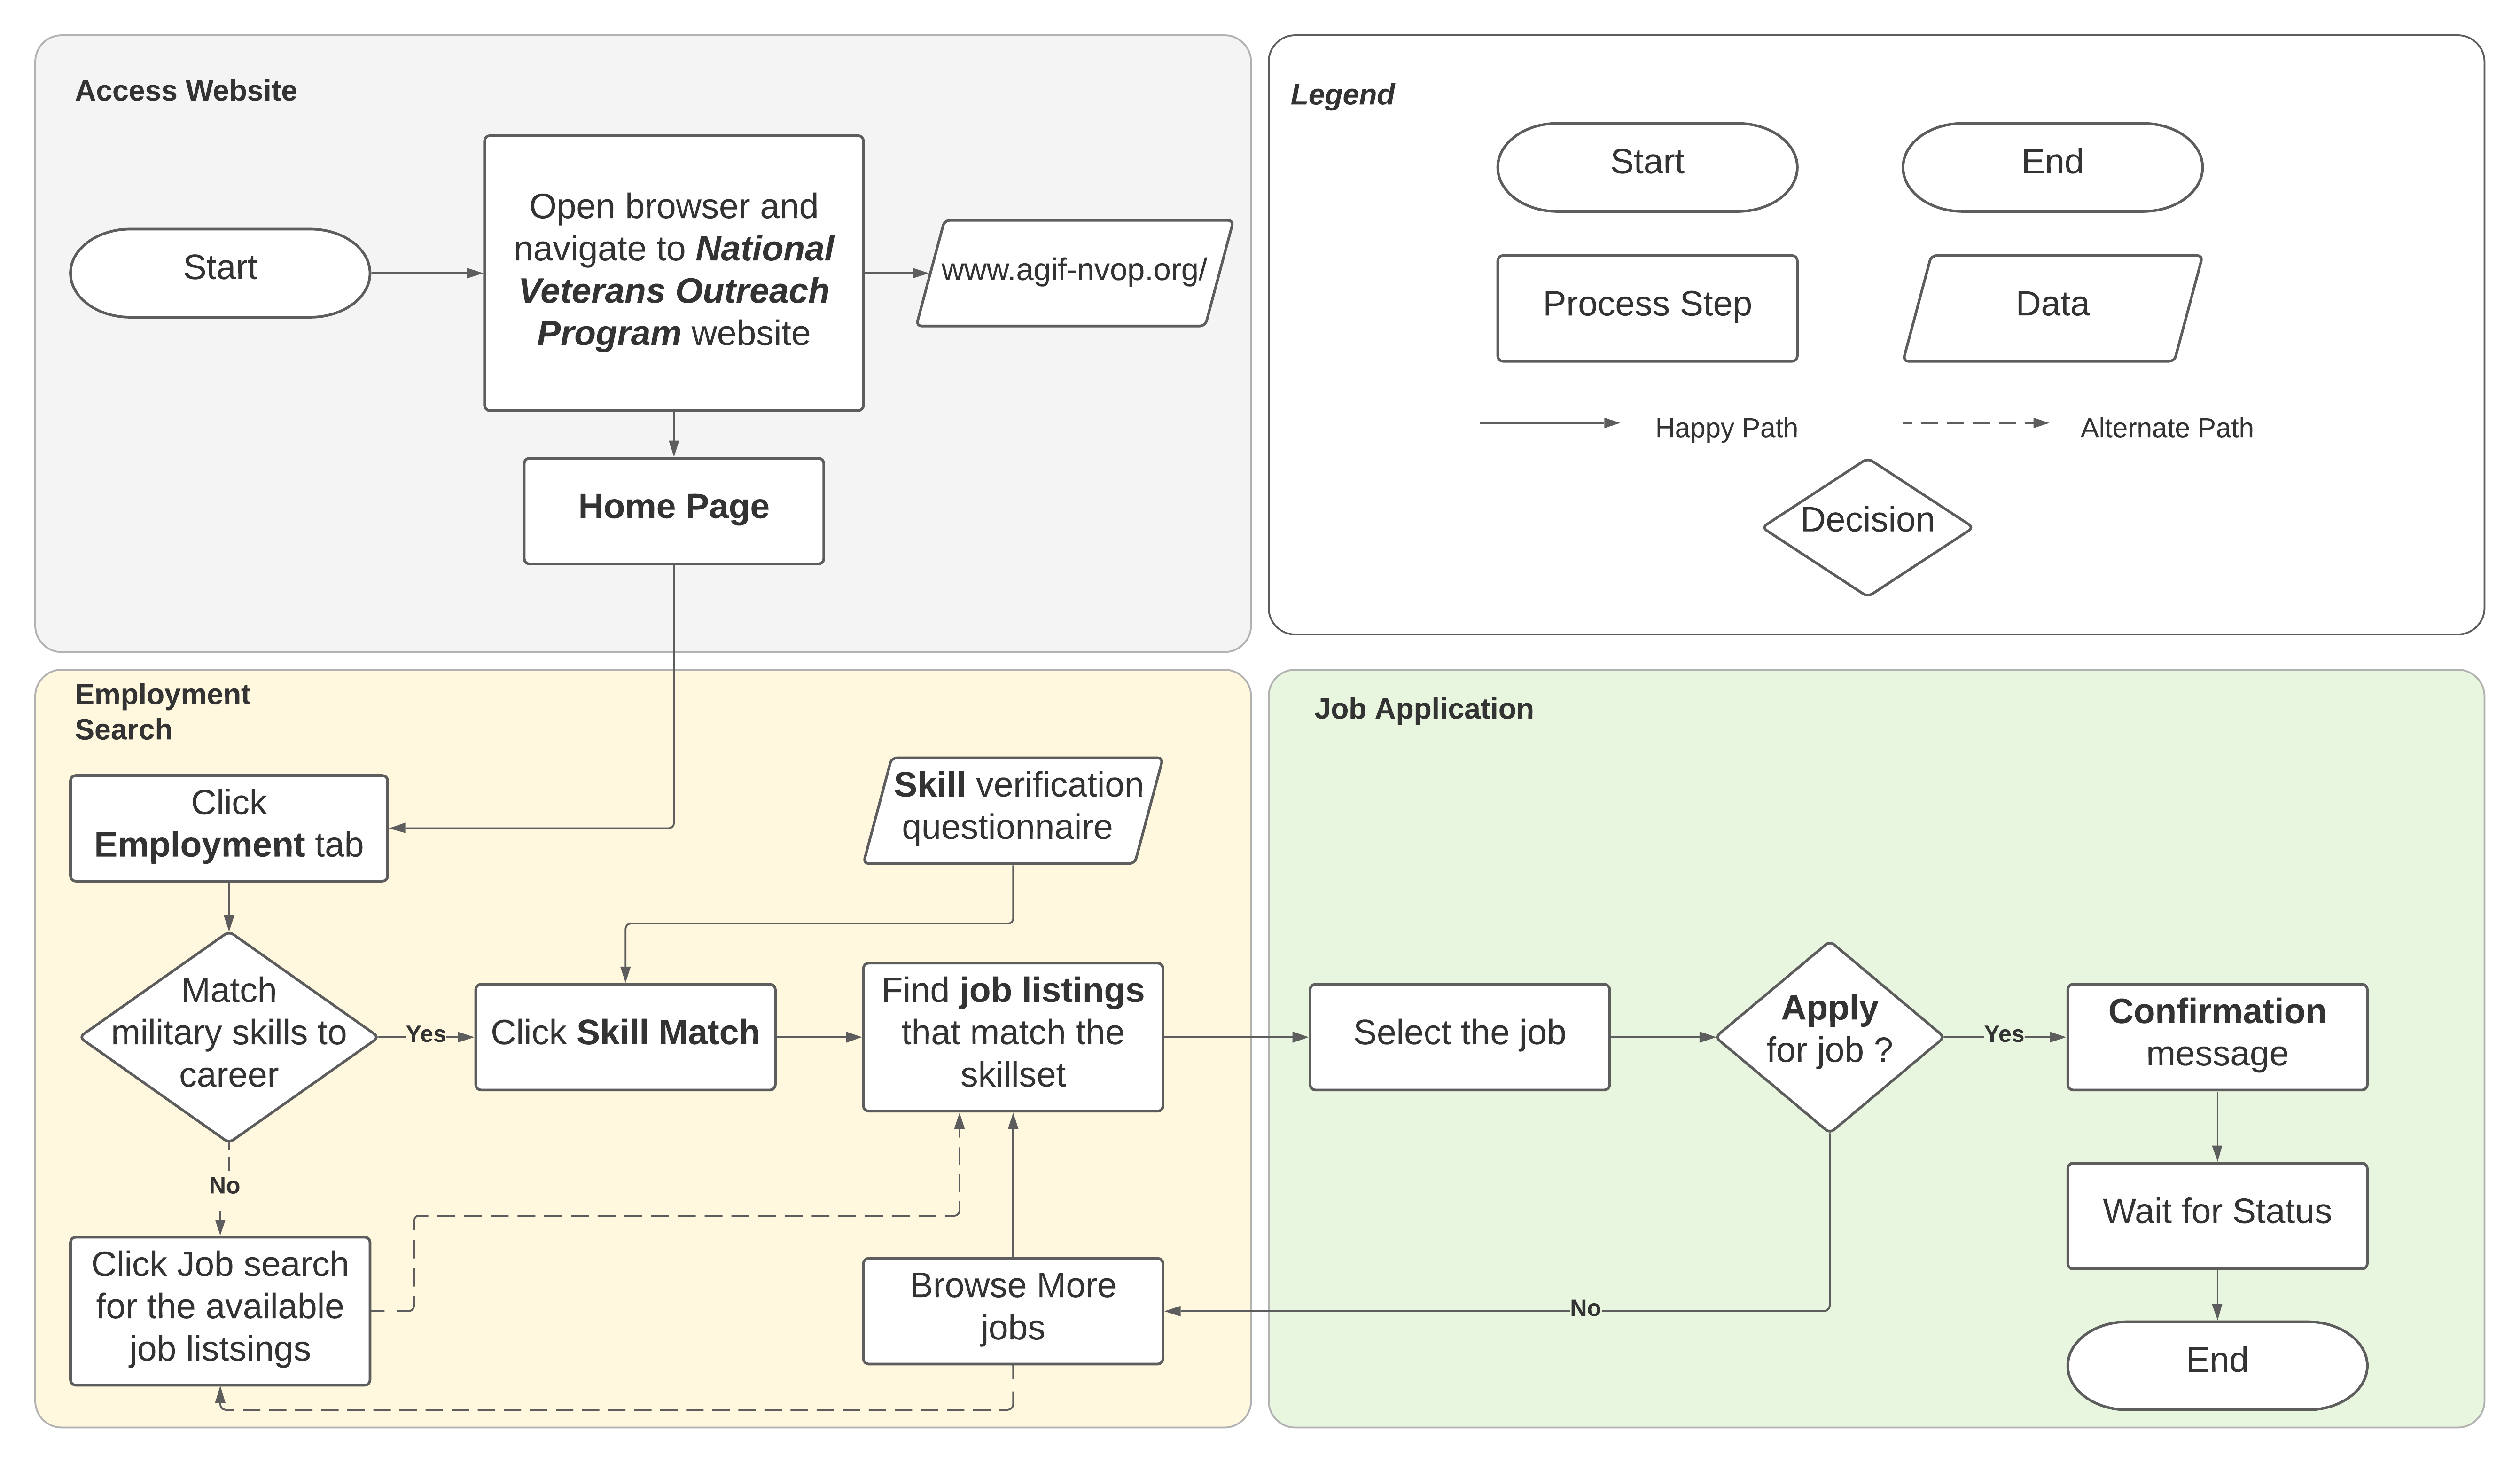 Access Website
Start
Open browser and
navigate to National
Veterans Outreach
Program website
www.agif-nvop.org/
Home Page
Legend
Start
End
Process Step
Data
Happy Path
Alternate Path
Decision
Employment
Search
Click
Employment tab
Skill verification
questionnaire
Match
military skills to
career
Yes
Click Skill Match
Find job listings
that match the
skillset
No
Click Job search
for the available
job listsings
Browse More
jobs
Job Application
Select the job
Apply
for job ?
Yes
Confirmation
message
Wait for Status
No
End